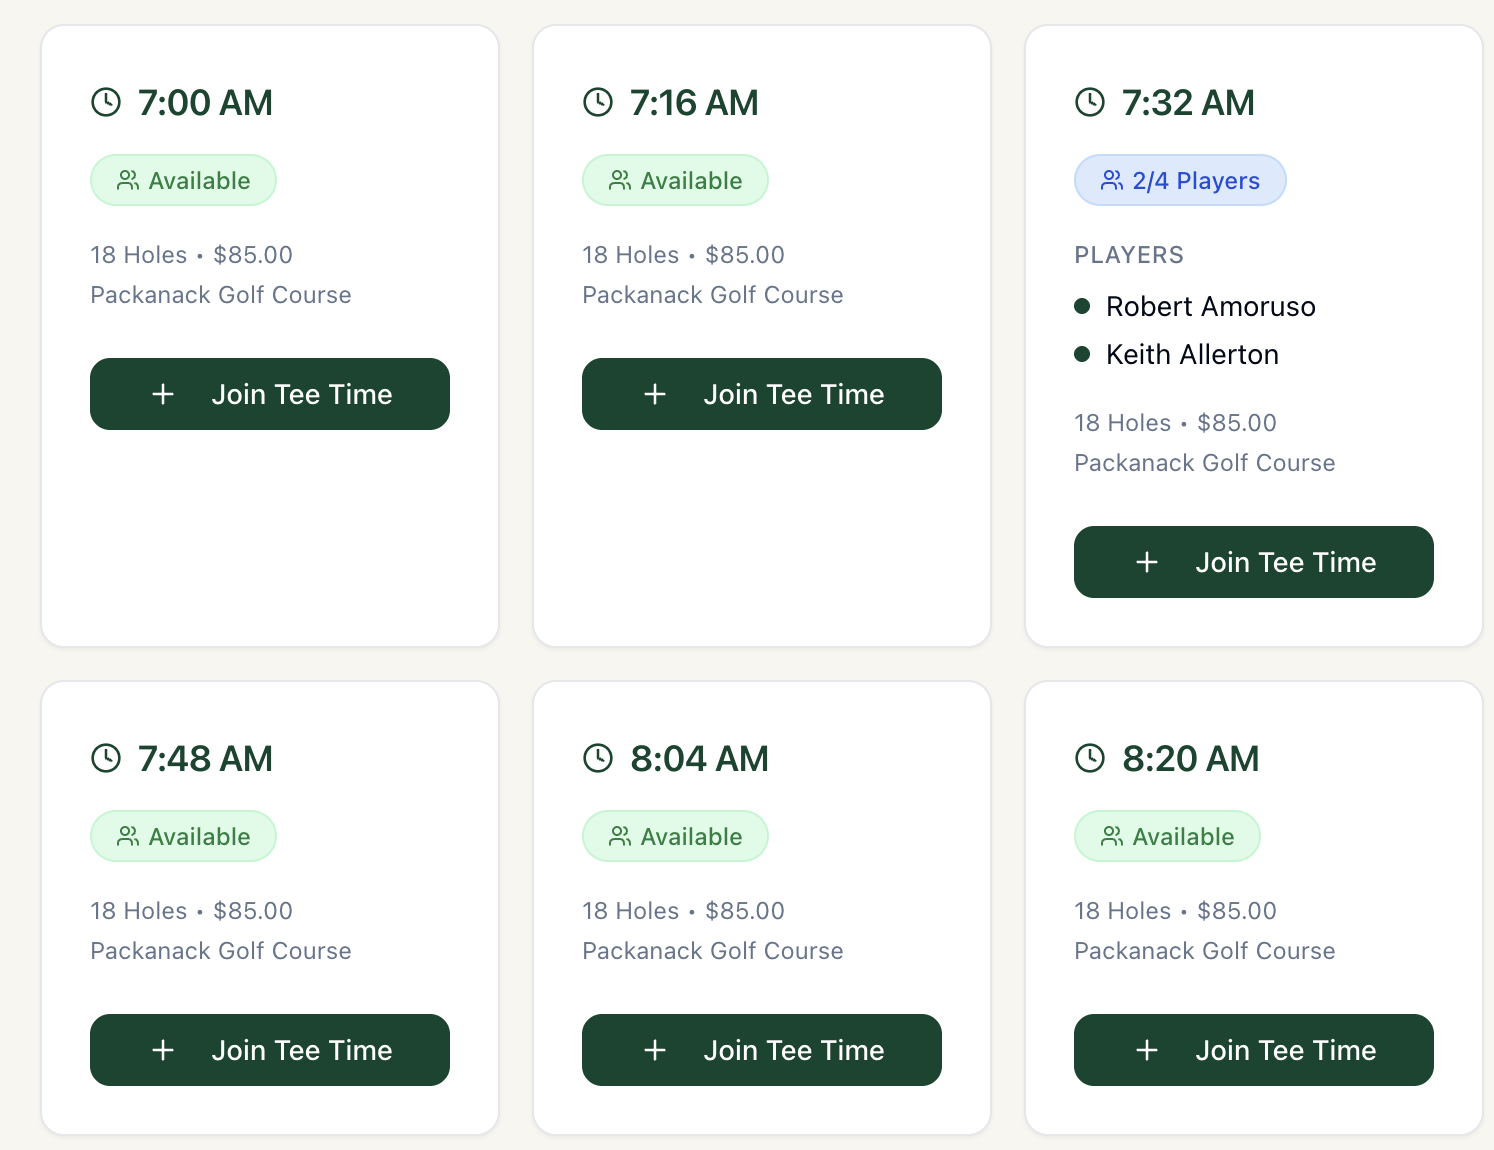 7:00 AM
Available
18 Holes • $85.00
Packanack Golf Course
+ Join Tee Time
7:16 AM
Available
18 Holes • $85.00
Packanack Golf Course
+ Join Tee Time
7:32 AM
2/4 Players
PLAYERS
Robert Amoruso
Keith Allerton
18 Holes • $85.00
Packanack Golf Course
+ Join Tee Time
7:48 AM
Available
18 Holes • $85.00
Packanack Golf Course
+ Join Tee Time
8:04 AM
Available
18 Holes • $85.00
Packanack Golf Course
+ Join Tee Time
8:20 AM
Available
18 Holes • $85.00
Packanack Golf Course
+ Join Tee Time